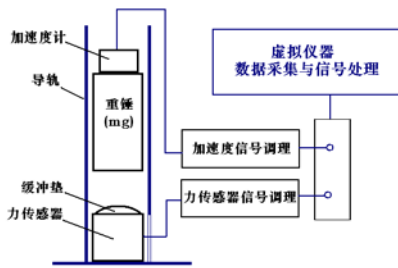 加速度计
导轨
重锤
(mg)
缓冲垫
力传感器
加速度信号调理
力传感器信号调理
虚拟仪器
数据采集与信号处理